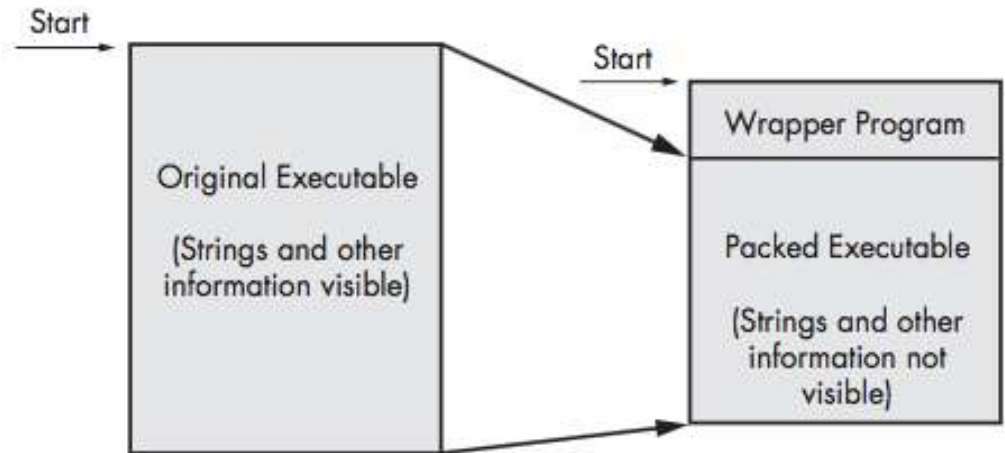 Start
Original Executable
(Strings and other
information visible)
Start
Wrapper Program
Packed Executable
(Strings and other
information not
visible)